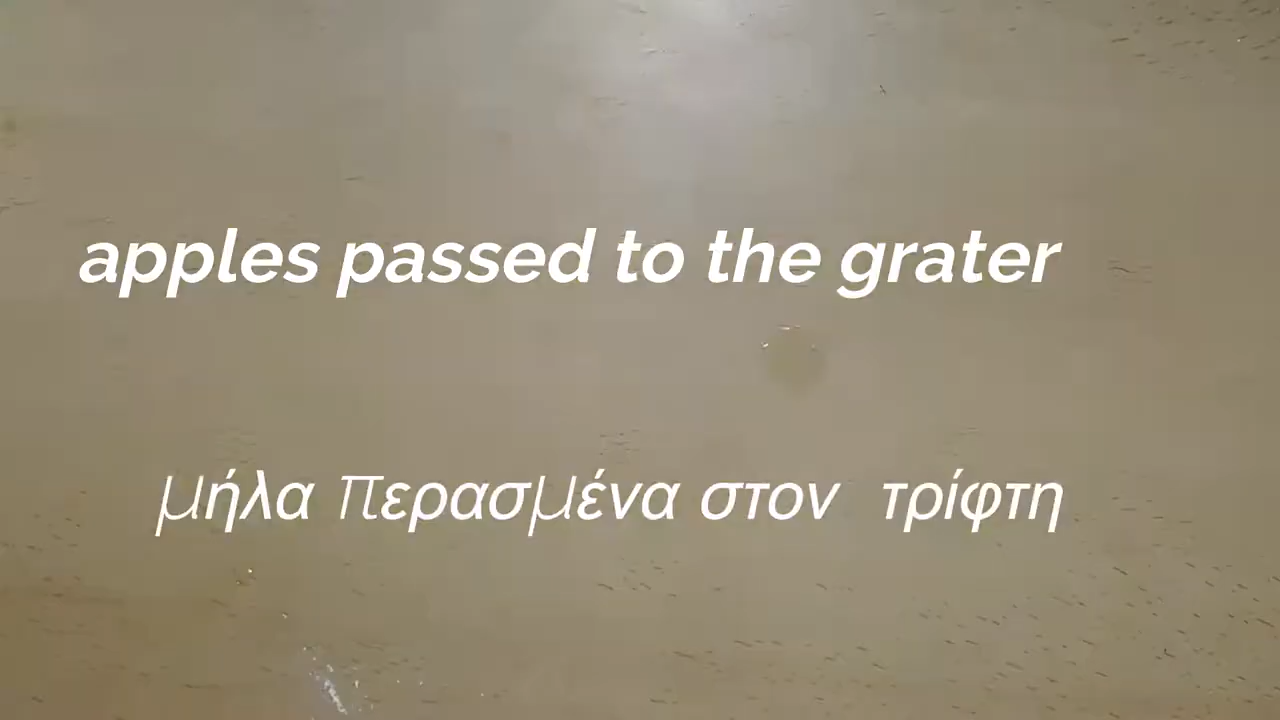 apples passed to the grater
μήλα περασμένα στον τρίφτη